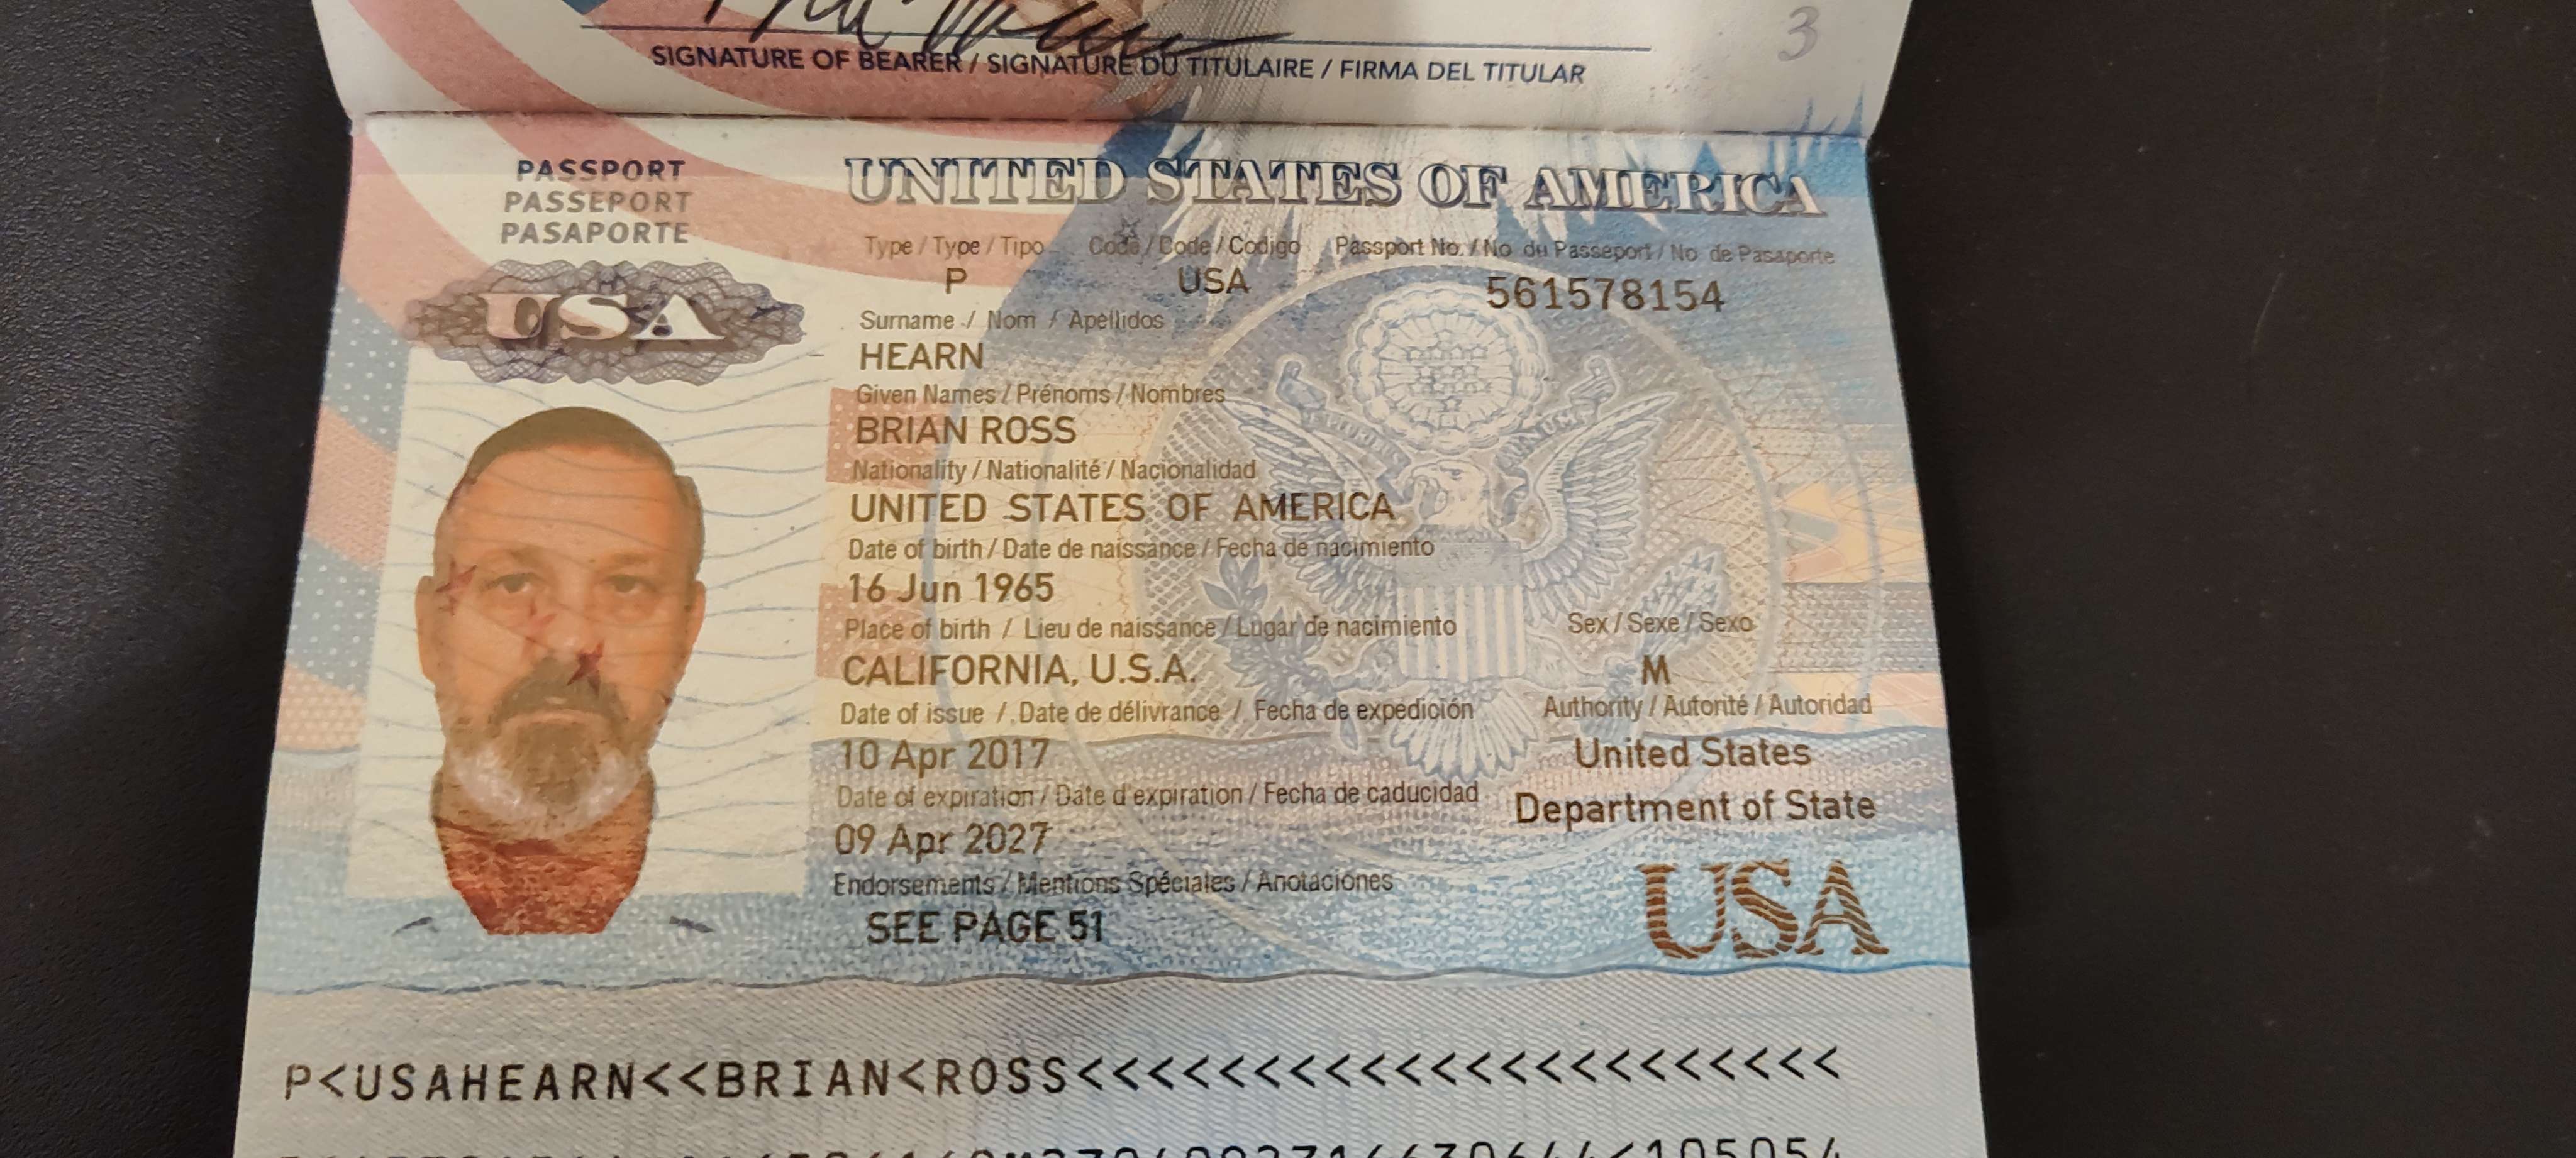 SIGNATURE OF BEARER / SIGNATURE DU TITULAIRE / FIRMA DEL TITULAR
3
PASSPORT
PASSEPORT
PASAPORTE
USA
UNITED STATES OF AMERICA
Type / Type / Tipo Code / Code / Codigo Passport No. / No. du Passeport / No. de Pasaporte
P USA 561578154
Surname / Nom / Apellidos
HEARN
Given Names / Prénoms / Nombres
BRIAN ROSS
Nationality / Nationalité / Nacionalidad
UNITED STATES OF AMERICA
Date of birth / Date de naissance / Fecha de nacimiento
16 Jun 1965
Place of birth / Lieu de naissance / Lugar de nacimiento Sex / Sexe / Sexo
CALIFORNIA, U.S.A. M
Date of issue / Date de délivrance / Fecha de expedición Authority / Autorité / Autoridad
10 Apr 2017 United States
Date of expiration / Date d'expiration / Fecha de caducidad Department of State
09 Apr 2027
Endorsements / Mentions Spéciales / Anotaciones
SEE PAGE 51
USA
P<USAHEARN<<BRIAN<ROSS<<<<<<<<<<<<<<<<<<<<<<